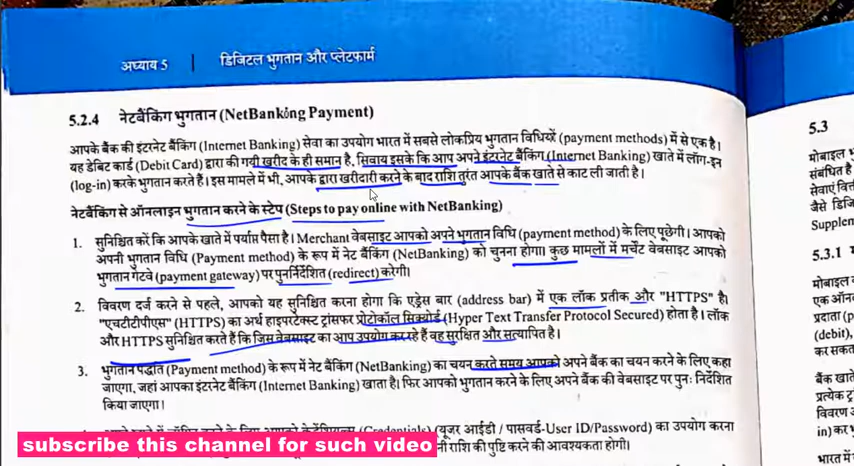 अध्याय 5 | डिजिटल भुगतान और प्लेटफार्म
5.2.4 नेटबैंकिंग भुगतान (NetBanking Payment)
आपके बैंक की इंटरनेट बैंकिंग (Internet Banking) सेवा का उपयोग भारत में सबसे लोकप्रिय भुगतान विधियों (payment methods) में से एक है।
यह डेबिट कार्ड (Debit Card) द्वारा की गयी खरीद के ही समान है, सिवाय इसके कि आप अपने इंटरनेट बैंकिंग (Internet Banking) खाते में लॉग-इन
(log-in) करके भुगतान करते हैं। इस मामले में भी, आपके द्वारा खरीदारी करने के बाद राशि तुरंत आपके बैंक खाते से काट ली जाती है।
नेटबैंकिंग से ऑनलाइन भुगतान करने के स्टेप (Steps to pay online with NetBanking)
1. सुनिश्चित करें कि आपके खाते में पर्याप्त पैसा है। Merchant वेबसाइट आपको अपने भुगतान विधि (payment method) के लिए पूछेगी। आपको
अपनी भुगतान विधि (Payment method) के रूप में नेट बैंकिंग (NetBanking) को चुनना होगा। कुछ मामलों में मर्चेंट वेबसाइट आपको
भुगतान गेटवे (payment gateway) पर पुनर्निर्देशित (redirect) करेगी।
2. विवरण दर्ज करने से पहले, आपको यह सुनिश्चित करना होगा कि एड्रेस बार (address bar) में एक लॉक प्रतीक और "HTTPS" है।
"एचटीटीपीएस" (HTTPS) का अर्थ हाइपरटेक्स्ट ट्रांसफर प्रोटोकॉल सिक्योर्ड (Hyper Text Transfer Protocol Secured) होता है। लॉक
और HTTPS सुनिश्चित करते हैं कि जिस वेबसाइट का आप उपयोग कर रहे हैं वह सुरक्षित और सत्यापित है।
3. भुगतान पद्धति (Payment method) के रूप में नेट बैंकिंग (NetBanking) का चयन करते समय आपको अपने बैंक का चयन करने के लिए कहा
जाएगा, जहां आपका इंटरनेट बैंकिंग (Internet Banking) खाता है। फिर आपको भुगतान करने के लिए अपने बैंक की वेबसाइट पर पुनः निर्देशित
किया जाएगा।
(Credentials) (यूजर आईडी / पासवर्ड-User ID/Password) का उपयोग करना
राशि की पुष्टि करने की आवश्यकता होगी।
subscribe this channel for such video
5.3
मोबाइल
संबंधित है
सेवाएं
जैसे
Supplem
5.3.1
मोबाइल
एक
प्रदाता (p
(debit),
कर सकत
बैंक
प्रत्येक
विवरण
in) कर
भारत में